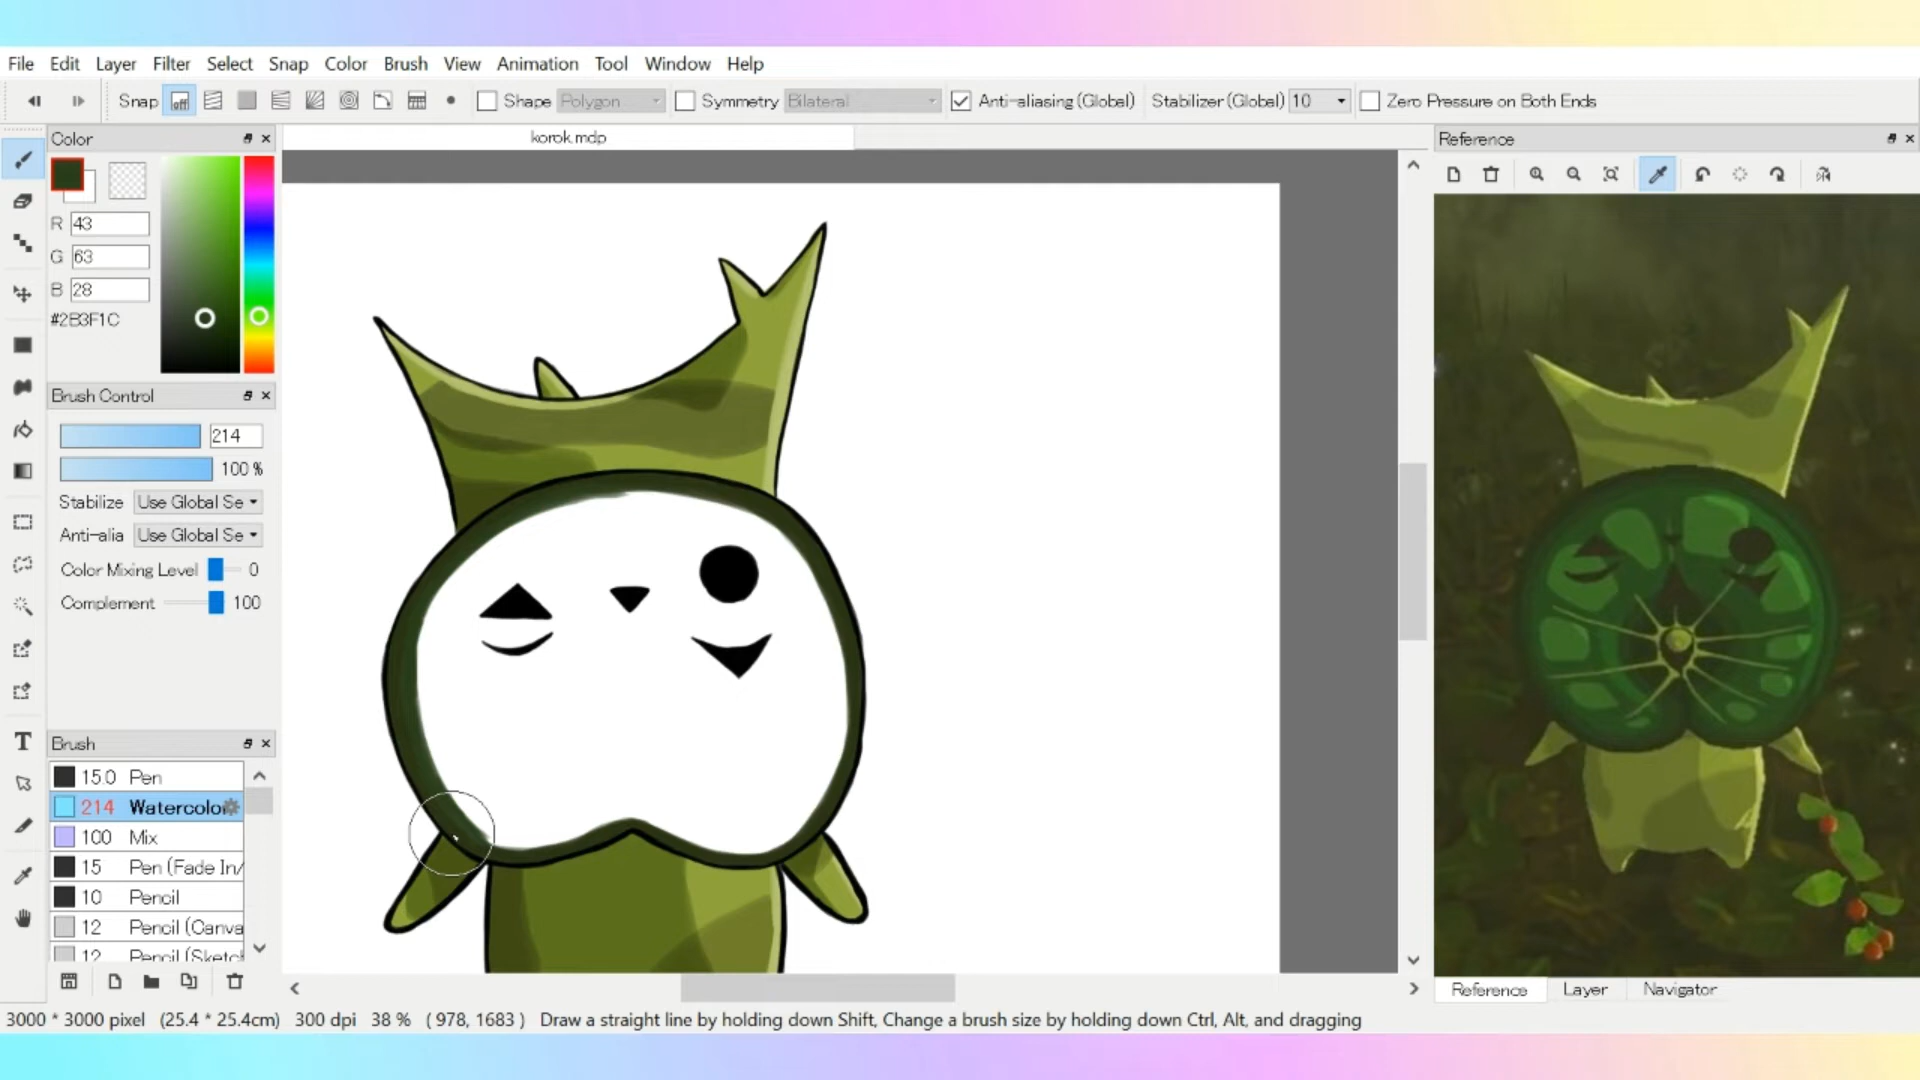 File Edit Layer Filter Select Snap Color Brush View Animation Tool Window Help
Snap off Shape Polygon Symmetry Bilateral Anti-aliasing (Global) Stabilizer (Global) 10 Zero Pressure on Both Ends
Color
korok.mdp
Reference
R 43
G 63
B 28
#2B3F1C
Brush Control
214
100 %
Stabilize Use Global Se
Anti-alia Use Global Se
Color Mixing Level 0
Complement 100
Brush
15.0 Pen
214 Watercolor
100 Mix
15 Pen (Fade In/
10 Pencil
12 Pencil (Canva
12 Pencil (Sketch
T
Reference Layer Navigator
3000 * 3000 pixel (25.4 * 25.4cm) 300 dpi 38 % ( 978, 1683 ) Draw a straight line by holding down Shift, Change a brush size by holding down Ctrl, Alt, and dragging